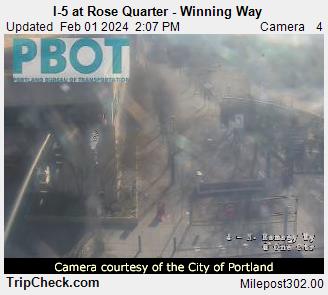 I-5 at Rose Quarter - Winning Way
Updated Feb 01 2024 2:07 PM Camera 4
PBOT
PORTLAND BUREAU OF TRANSPORTATION
Camera courtesy of the City of Portland
TripCheck.com Milepost302.00